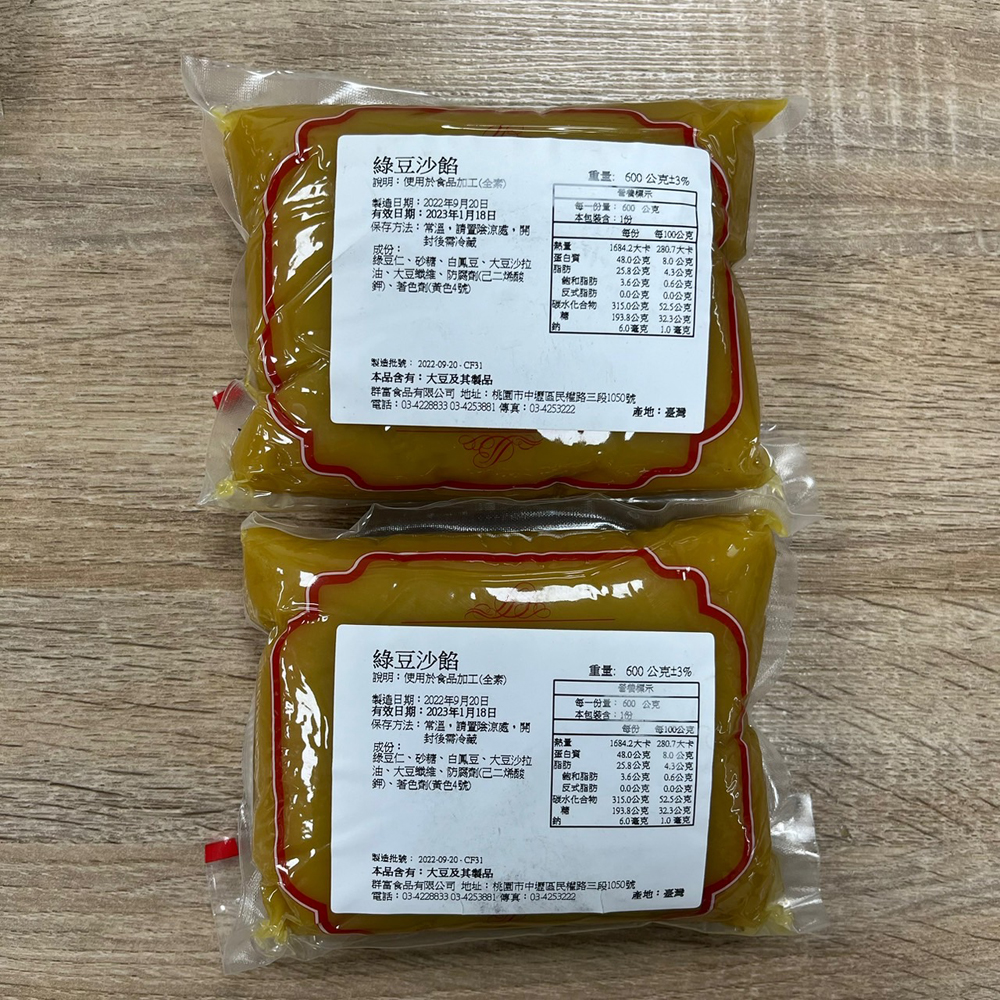 綠豆沙餡
說明：使用於食品加工(全素)
製造日期：2022年9月20日
有效日期：2023年1月18日
保存方法：常溫，請置陰涼處，開
封後需冷藏
成份：
綠豆仁、砂糖、白鳳豆、大豆沙拉
油、大豆纖維、防腐劑(己二烯酸
鉀)、著色劑(黃色4號)
重量: 600 公克±3%
營養標示
每一份量： 600 公克
本包裝含：1份
每份 每100公克
熱量 1684.2大卡 280.7大卡
蛋白質 48.0公克 8.0 公克
脂肪 25.8公克 4.3公克
飽和脂肪 3.6公克 0.6公克
反式脂肪 0.0公克 0.0公克
碳水化合物 315.0公克 52.5公克
糖 193.8公克 32.3公克
鈉 6.0毫克 1.0 毫克
製造批號： 2022-09-20 - CF31
本品含有：大豆及其製品
群富食品有限公司 地址：桃園市中壢區民權路三段1050號
電話：03-4228833 03-4253881 傳真：03-4253222 產地：臺灣
綠豆沙餡
說明：使用於食品加工(全素)
製造日期：2022年9月20日
有效日期：2023年1月18日
保存方法：常溫，請置陰涼處，開
封後需冷藏
成份：
綠豆仁、砂糖、白鳳豆、大豆沙拉
油、大豆纖維、防腐劑(己二烯酸
鉀)、著色劑(黃色4號)
重量: 600 公克±3%
營養標示
每一份量： 600 公克
本包裝含：1份
每份 每100公克
熱量 1684.2大卡 280.7大卡
蛋白質 48.0公克 8.0 公克
脂肪 25.8公克 4.3公克
飽和脂肪 3.6公克 0.6公克
反式脂肪 0.0公克 0.0公克
碳水化合物 315.0公克 52.5公克
糖 193.8公克 32.3公克
鈉 6.0毫克 1.0 毫克
製造批號： 2022-09-20 - CF31
本品含有：大豆及其製品
群富食品有限公司 地址：桃園市中壢區民權路三段1050號
電話：03-4228833 03-4253881 傳真：03-4253222 產地：臺灣